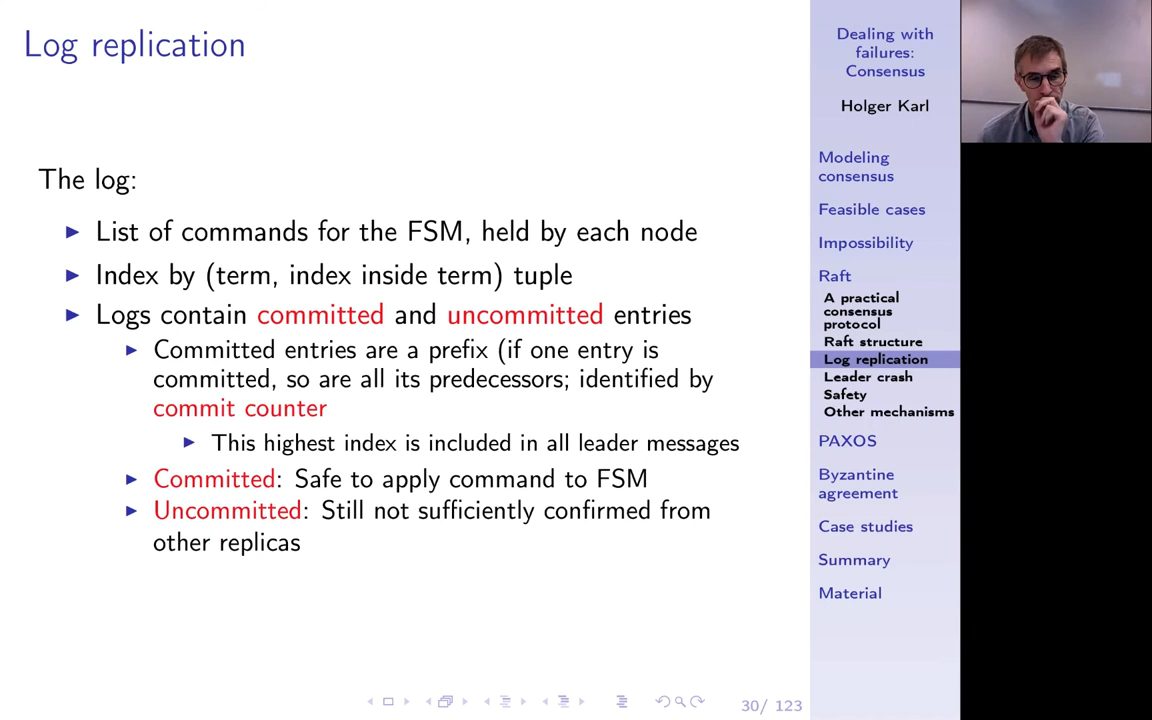 Log replication
The log:
List of commands for the FSM, held by each node
Index by (term, index inside term) tuple
Logs contain committed and uncommitted entries
Committed entries are a prefix (if one entry is
committed, so are all its predecessors; identified by
commit counter
This highest index is included in all leader messages
Committed: Safe to apply command to FSM
Uncommitted: Still not sufficiently confirmed from
other replicas
30/ 123
Dealing with
failures:
Consensus
Holger Karl
Modeling
consensus
Feasible cases
Impossibility
Raft
A practical
consensus
protocol
Raft structure
Log replication
Leader crash
Safety
Other mechanisms
PAXOS
Byzantine
agreement
Case studies
Summary
Material